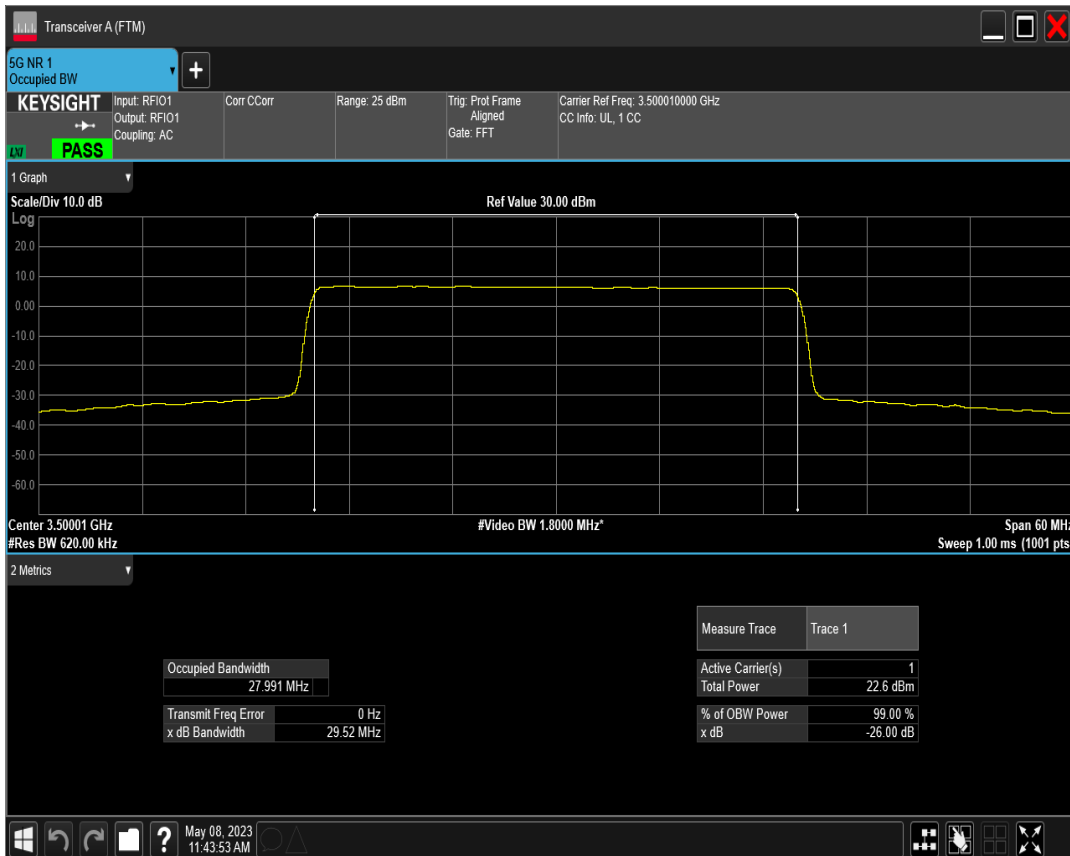 Transceiver A (FTM)
5G NR 1
Occupied BW
+
KEYSIGHT
LXI
PASS
Input: RFIO1
Output: RFIO1
Coupling: AC
Corr CCorr
Range: 25 dBm
Trig: Prot Frame
Aligned
Gate: FFT
Carrier Ref Freq: 3.500010000 GHz
CC Info: UL, 1 CC
1 Graph
Scale/Div 10.0 dB
Ref Value 30.00 dBm
Log
20.0
10.0
0.00
-10.0
-20.0
-30.0
-40.0
-50.0
-60.0
Center 3.50001 GHz
#Video BW 1.8000 MHz*
Span 60 MHz
#Res BW 620.00 kHz
Sweep 1.00 ms (1001 pts
2 Metrics
Measure Trace Trace 1
Occupied Bandwidth
27.991 MHz
Active Carrier(s) 1
Total Power 22.6 dBm
Transmit Freq Error 0 Hz
x dB Bandwidth 29.52 MHz
% of OBW Power 99.00 %
x dB -26.00 dB
?
May 08, 2023
11:43:53 AM